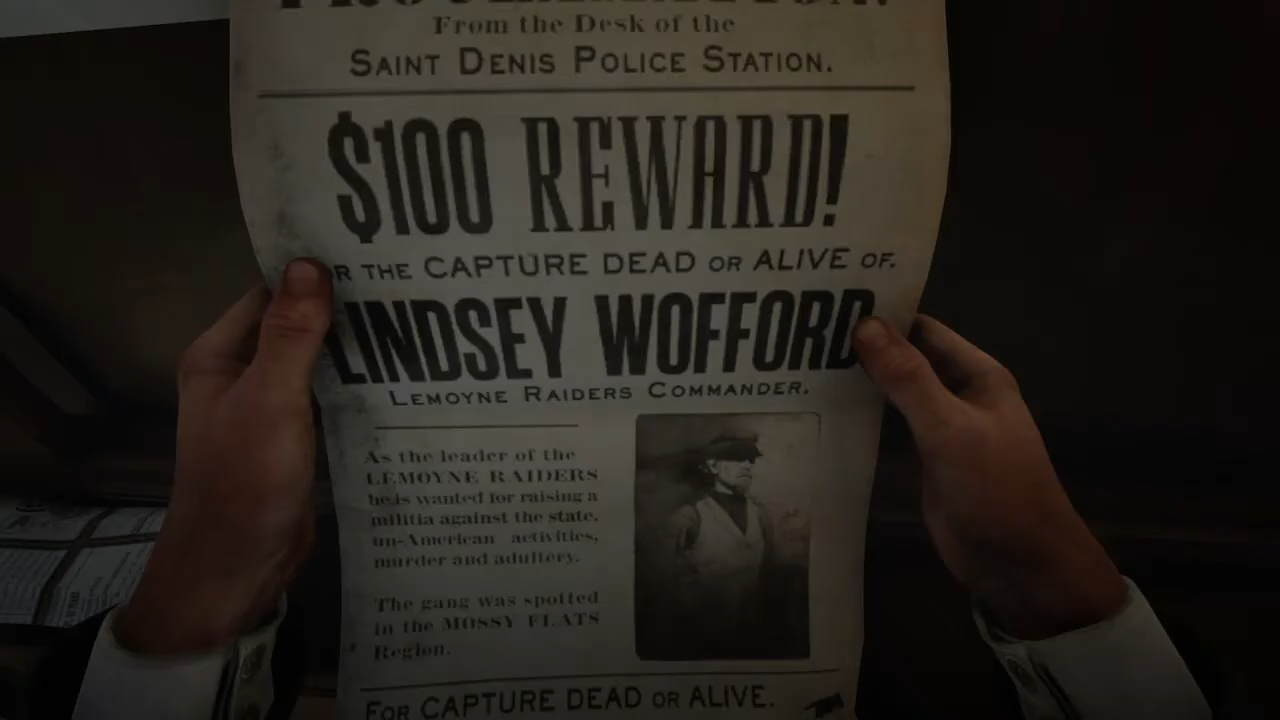 From the Desk of the
SAINT DENIS POLICE STATION.
$100 REWARD!
R THE CAPTURE DEAD OR ALIVE OF.
LINDSEY WOFFORD
LEMOYNE RAIDERS COMMANDER.
As the leader of the
LEMOYNE RAIDERS
he is wanted for raising a
militia against the state,
un-American activities,
murder and adultery.
The gang was spotted
in the MOSSY FLATS
Region.
FOR CAPTURE DEAD OR ALIVE.